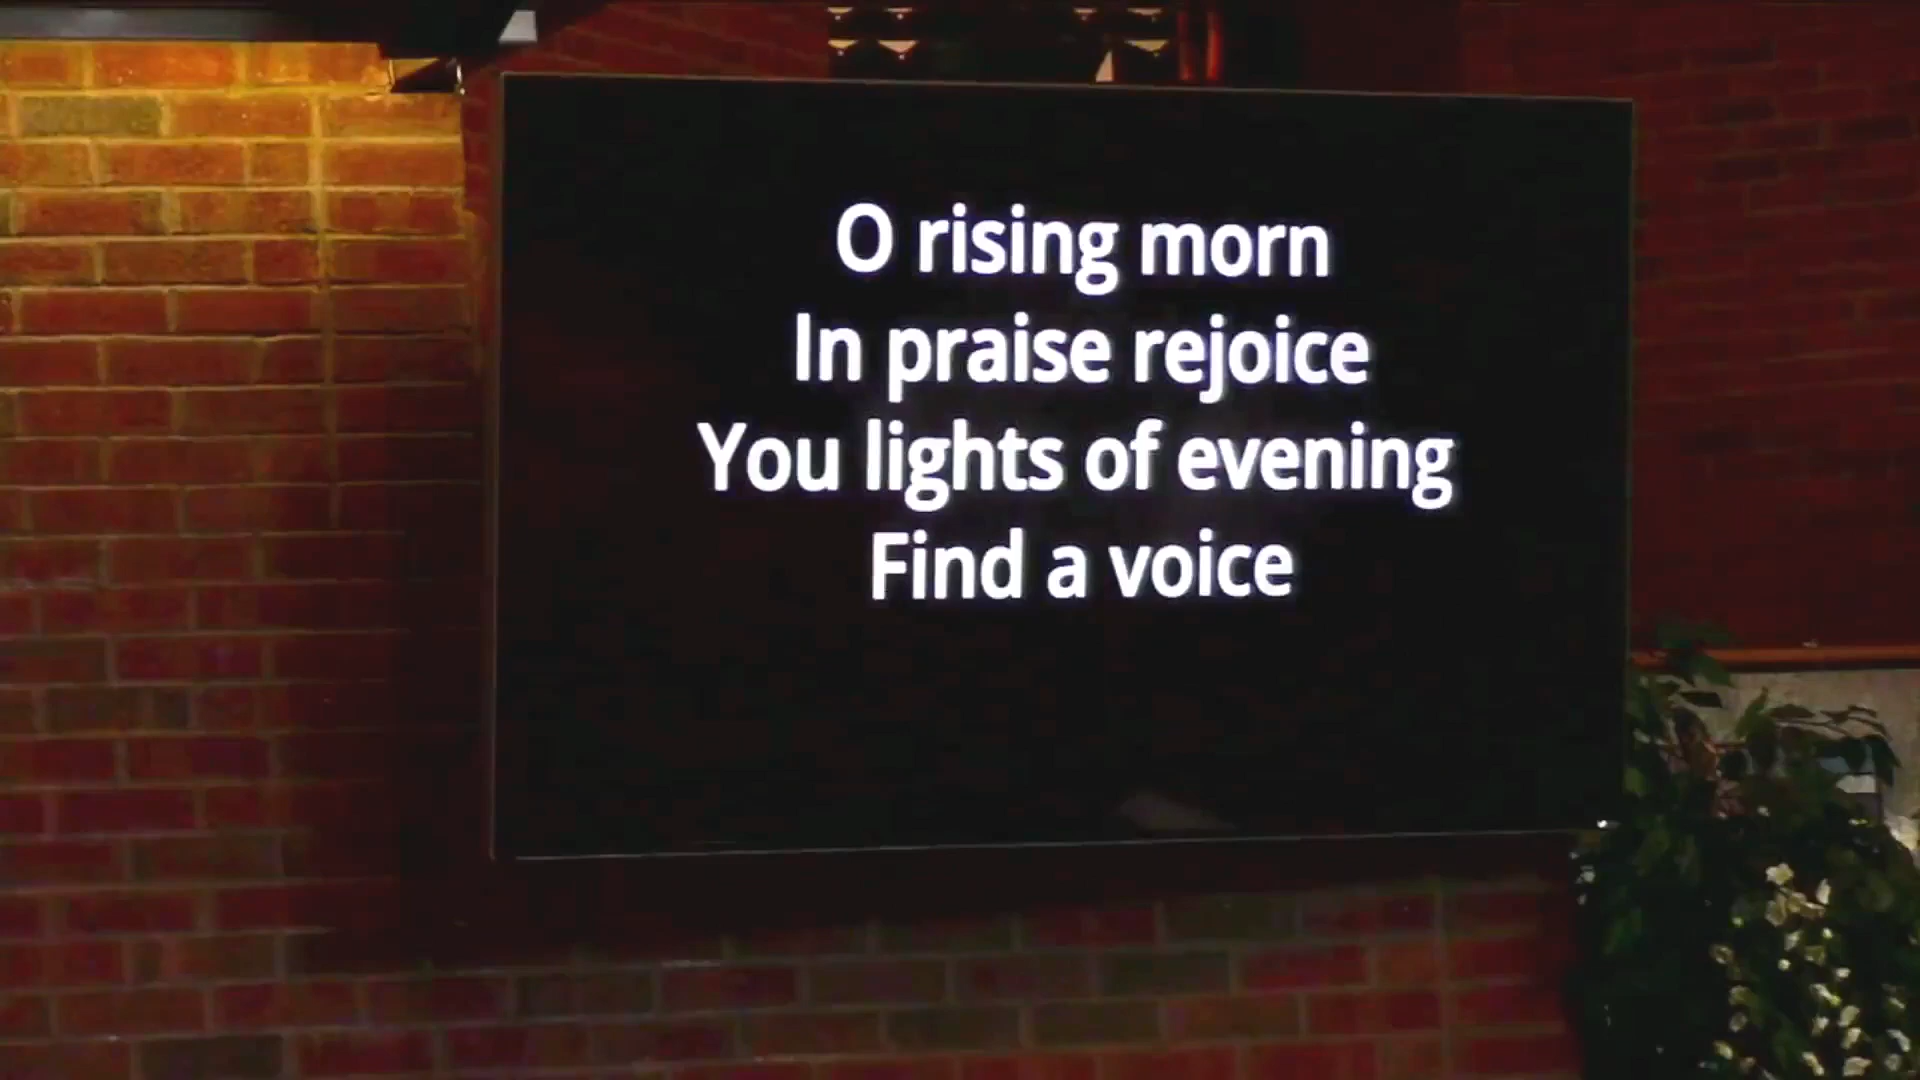 O rising morn
In praise rejoice
You lights of evening
Find a voice